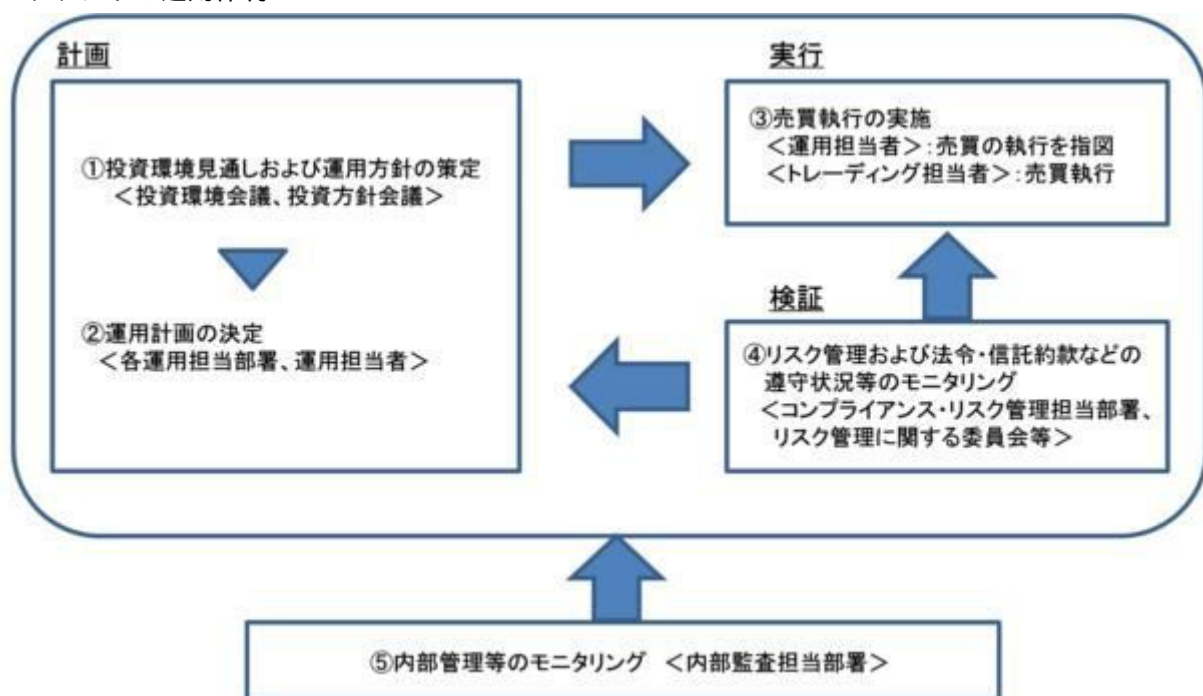 計画
①投資環境見通しおよび運用方針の策定
＜投資環境会議、投資方針会議＞
②運用計画の決定
＜各運用担当部署、運用担当者＞
実行
③売買執行の実施
＜運用担当者＞：売買の執行を指図
＜トレーディング担当者＞：売買執行
検証
④リスク管理および法令・信託約款などの
遵守状況等のモニタリング
＜コンプライアンス・リスク管理担当部署、
リスク管理に関する委員会等＞
⑤内部管理等のモニタリング ＜内部監査担当部署＞